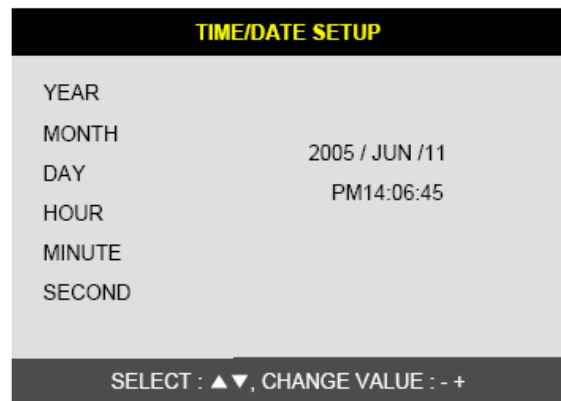 TIME/DATE SETUP
YEAR
MONTH
DAY
HOUR
MINUTE
SECOND
2005 / JUN /11
PM14:06:45
SELECT : ▲▼, CHANGE VALUE : - +